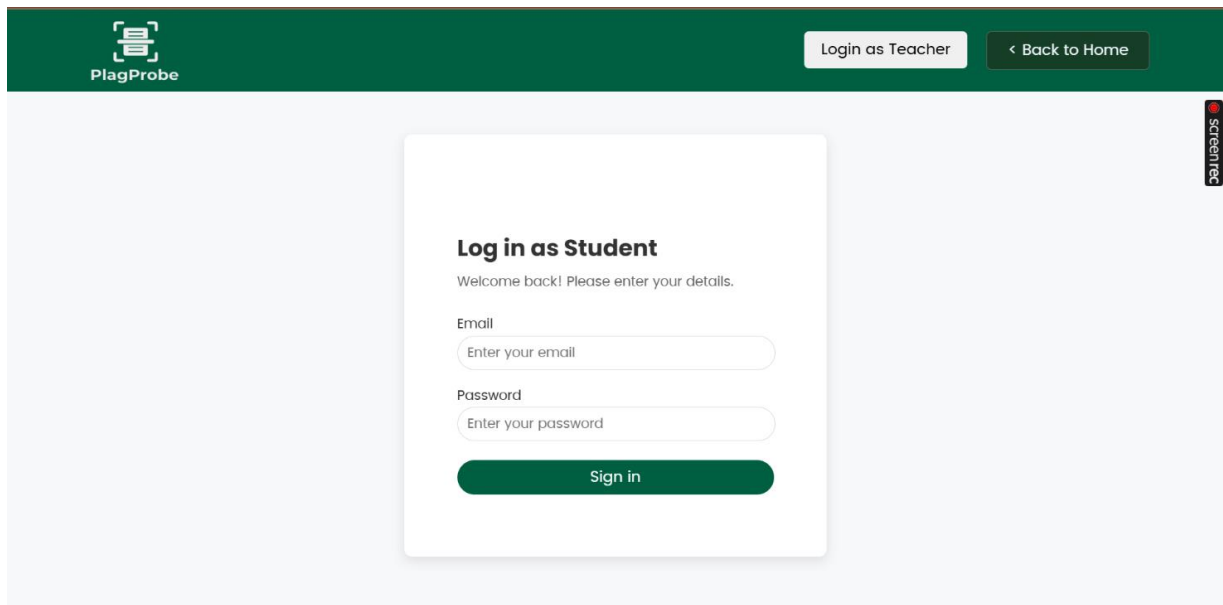 PlagProbe
Login as Teacher
< Back to Home
screenrec
Log in as Student
Welcome back! Please enter your details.
Email
Enter your email
Password
Enter your password
Sign in